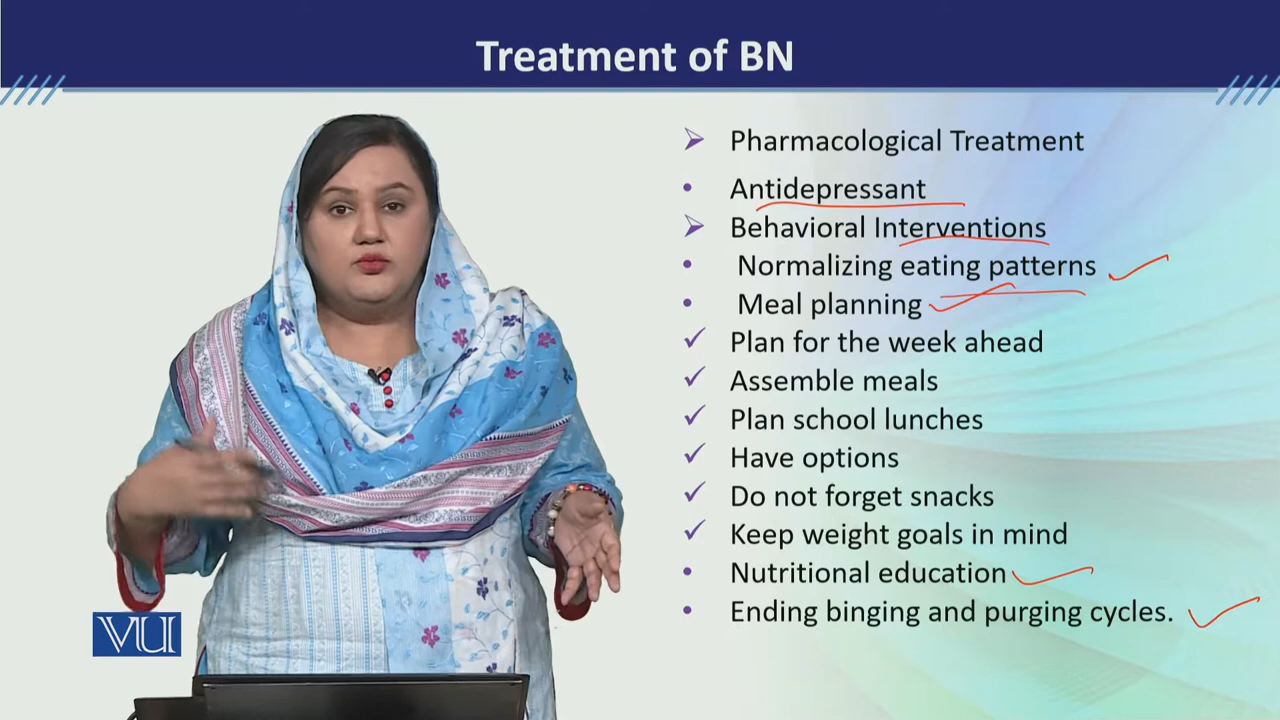 Treatment of BN
Pharmacological Treatment
Antidepressant
Behavioral Interventions
Normalizing eating patterns
Meal planning
Plan for the week ahead
Assemble meals
Plan school lunches
Have options
Do not forget snacks
Keep weight goals in mind
Nutritional education
Ending binging and purging cycles.
VU